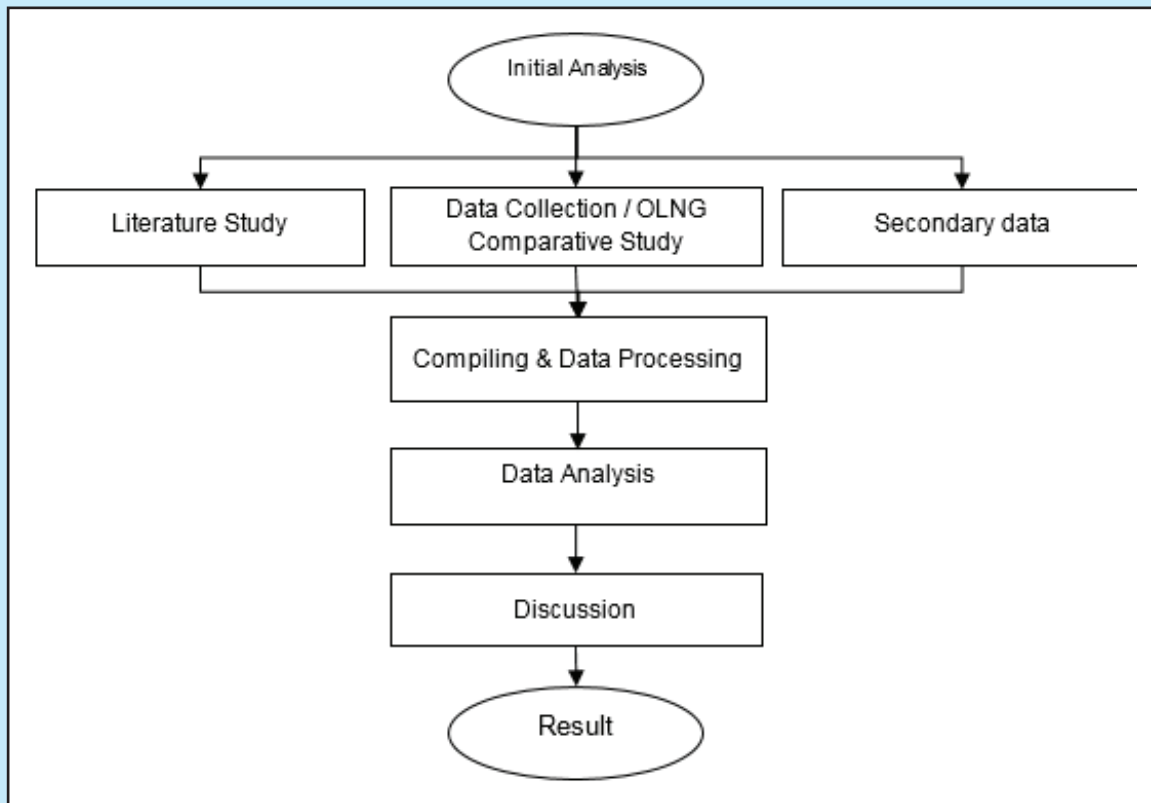 Initial Analysis
Literature Study
Data Collection / OLNG
Comparative Study
Secondary data
Compiling & Data Processing
Data Analysis
Discussion
Result